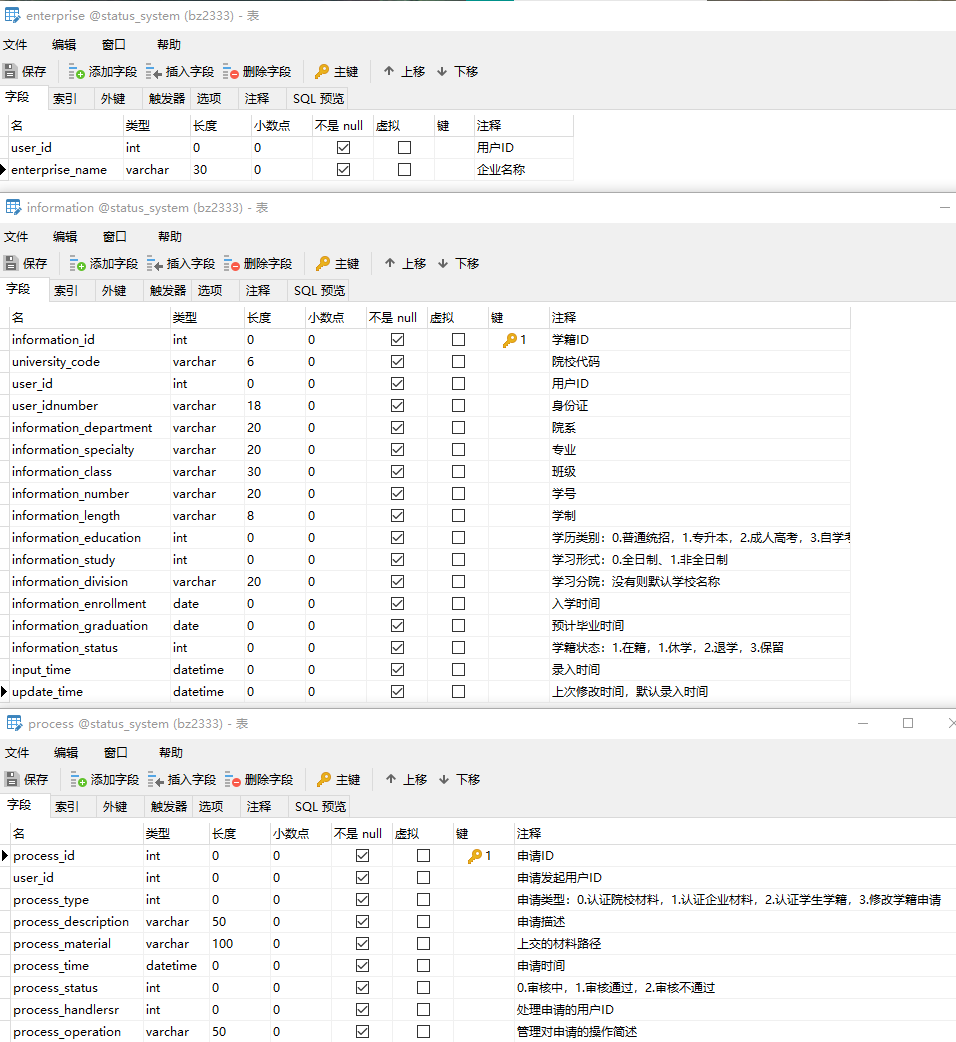 enterprise @status_system (bz2333) - 表
文件 编辑 窗口 帮助
保存 添加字段 插入字段 删除字段 主键 上移 下移
字段 索引 外键 触发器 选项 注释 SQL 预览
名 类型 长度 小数点 不是 null 虚拟 键 注释
user_id int 0 0 用户ID
enterprise_name varchar 30 0 企业名称
information @status_system (bz2333) - 表
文件 编辑 窗口 帮助
保存 添加字段 插入字段 删除字段 主键 上移 下移
字段 索引 外键 触发器 选项 注释 SQL 预览
名 类型 长度 小数点 不是 null 虚拟 键 注释
information_id int 0 0 1 学籍ID
university_code varchar 6 0 院校代码
user_id int 0 0 用户ID
user_idnumber varchar 18 0 身份证
information_department varchar 20 0 院系
information_specialty varchar 20 0 专业
information_class varchar 30 0 班级
information_number varchar 20 0 学号
information_length varchar 8 0 学制
information_education int 0 0 学历类别：0.普通统招，1.专升本，2.成人高考，3.自学考
information_study int 0 0 学习形式：0.全日制、1.非全日制
information_division varchar 20 0 学习分院：没有则默认学校名称
information_enrollment date 0 0 入学时间
information_graduation date 0 0 预计毕业时间
information_status int 0 0 学籍状态：1.在籍，1.休学，2.退学，3.保留
input_time datetime 0 0 录入时间
update_time datetime 0 0 上次修改时间，默认录入时间
process @status_system (bz2333) - 表
文件 编辑 窗口 帮助
保存 添加字段 插入字段 删除字段 主键 上移 下移
字段 索引 外键 触发器 选项 注释 SQL 预览
名 类型 长度 小数点 不是 null 虚拟 键 注释
process_id int 0 0 1 申请ID
user_id int 0 0 申请发起用户ID
process_type int 0 0 申请类型：0.认证院校材料，1.认证企业材料，2.认证学生学籍，3.修改学籍申请
process_description varchar 50 0 申请描述
process_material varchar 100 0 上交的材料路径
process_time datetime 0 0 申请时间
process_status int 0 0 0.审核中，1.审核通过，2.审核不通过
process_handlersr int 0 0 处理申请的用户ID
process_operation varchar 50 0 管理对申请的操作简述